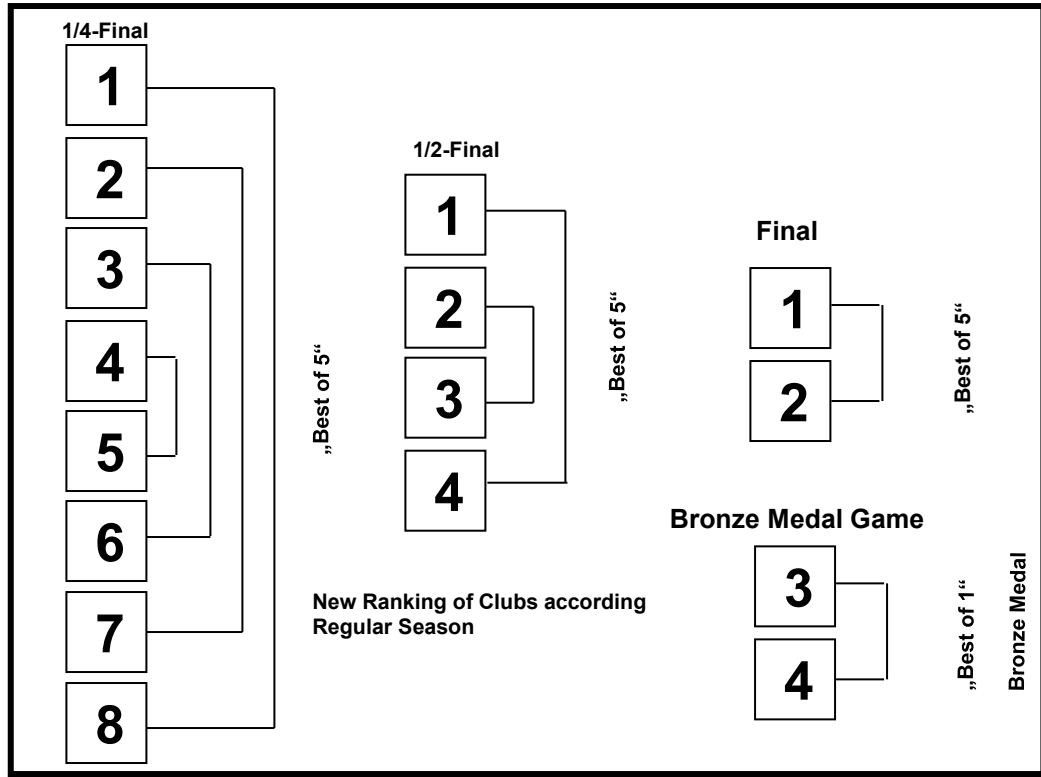 1/4-Final
1
2
3
4
5
6
7
8
„Best of 5“
1/2-Final
1
2
3
4
„Best of 5“
New Ranking of Clubs according
Regular Season
Final
1
2
„Best of 5“
Bronze Medal Game
3
4
„Best of 1“
Bronze Medal